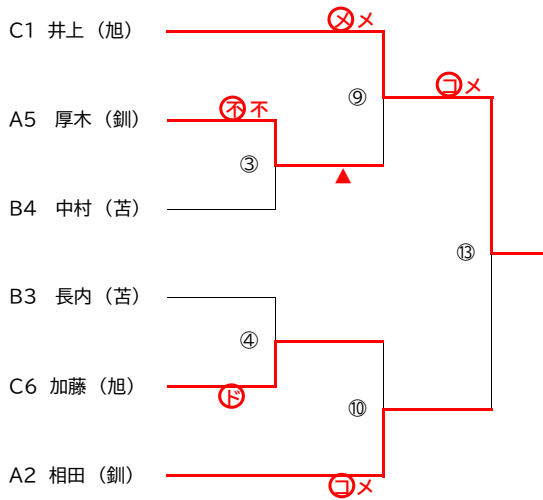 C1 井上（旭）
メメ
⑨
コメ
A5 厚木（釧）
不不
③
▲
B4 中村（苫）
⑬
B3 長内（苫）
④
C6 加藤（旭）
ド
⑩
A2 相田（釧）
コメ